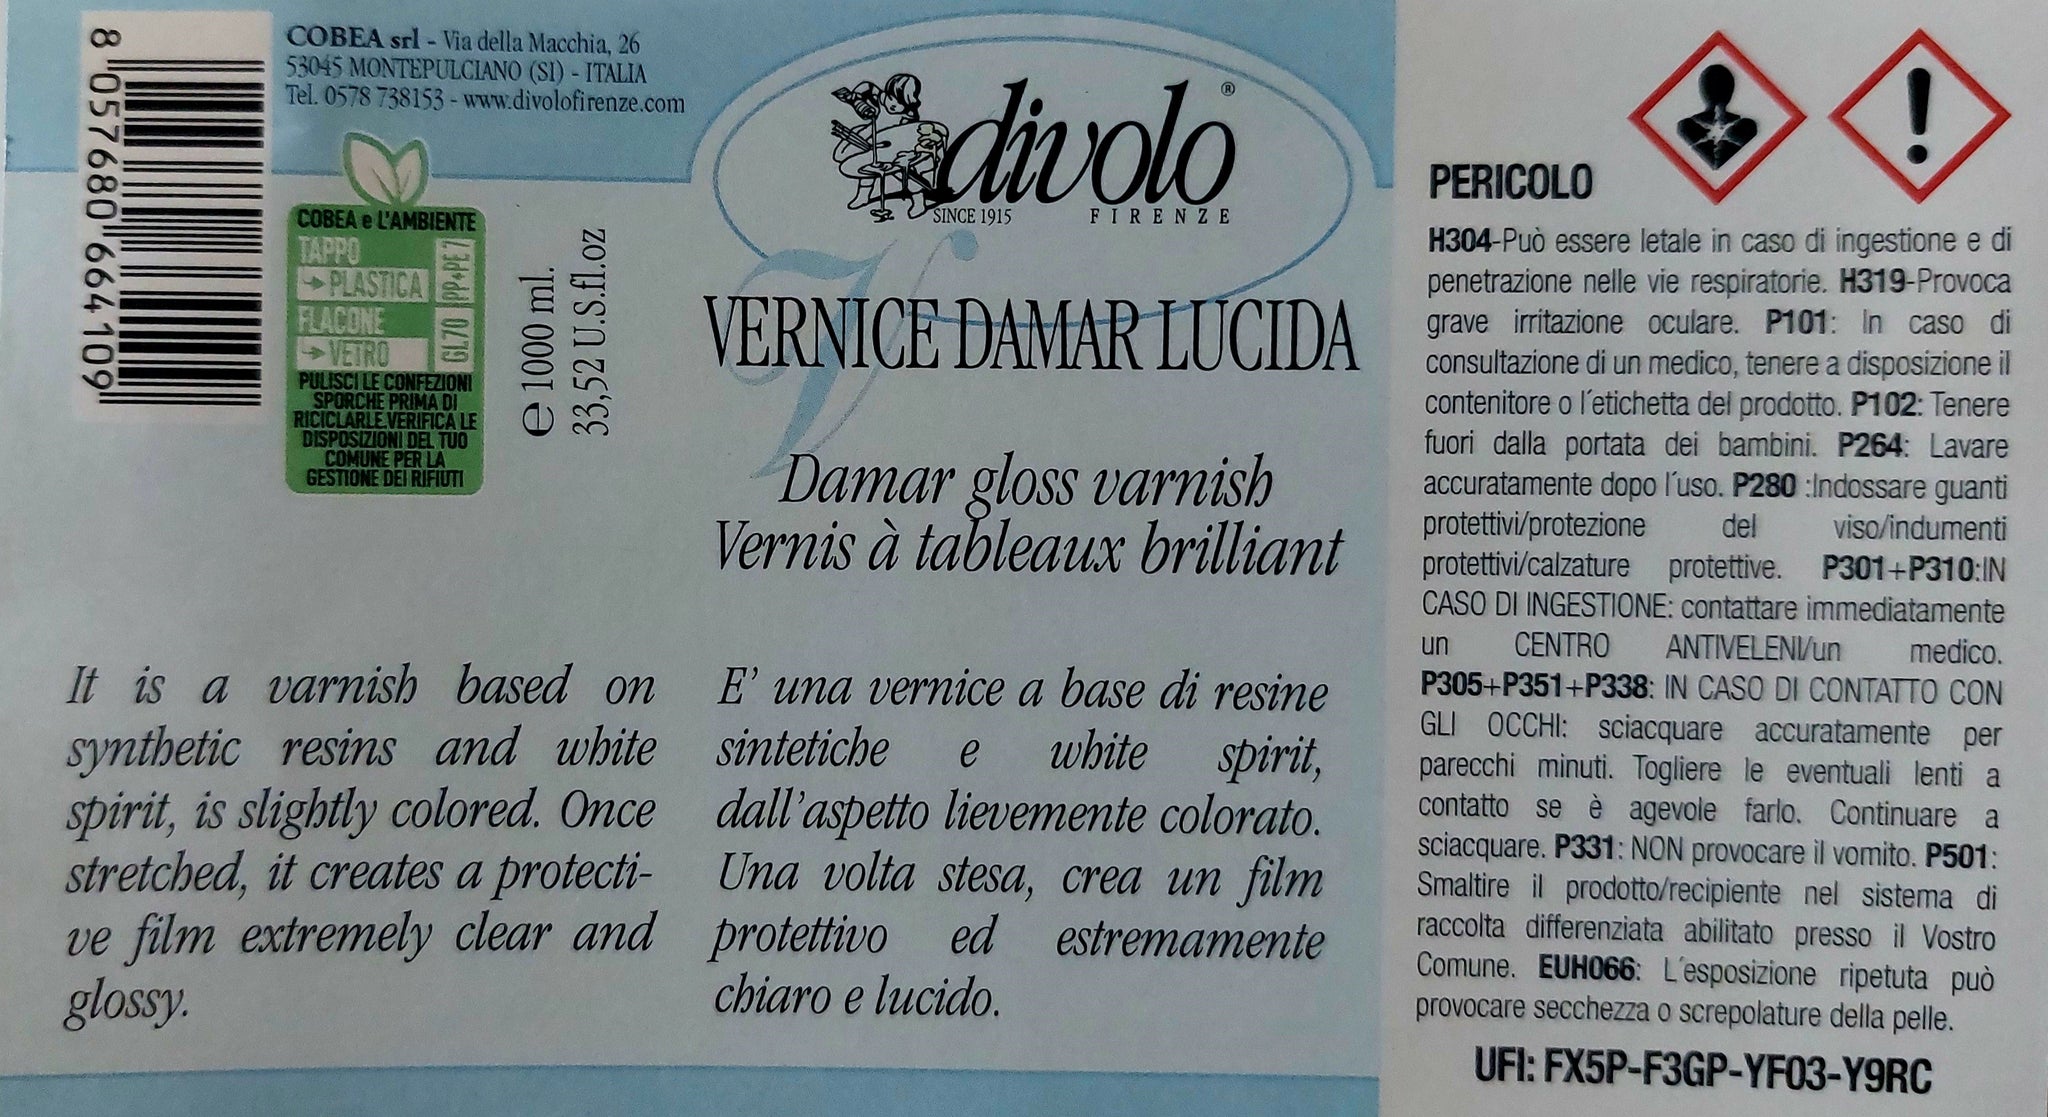 8 057680 664109
COBEA srl - Via della Macchia, 26
53045 MONTEPULCIANO (SI) - ITALIA
Tel. 0578 738153 - www.divolofirenze.com
COBEA e L'AMBIENTE
TAPPO
→ PLASTICA
PP+PE 7
FLACONE
→ VETRO
GL70
PULISCI LE CONFEZIONI
SPORCHE PRIMA DI
RICICLARLE.VERIFICA LE
DISPOSIZIONI DEL TUO
COMUNE PER LA
GESTIONE DEI RIFIUTI
e 1000 ml.
33,52 U.S.fl.oz
divolo ®
SINCE 1915 FIRENZE
VERNICE DAMAR LUCIDA
Damar gloss varnish
Vernis à tableaux brilliant
It is a varnish based on
synthetic resins and white
spirit, is slightly colored. Once
stretched, it creates a protecti-
ve film extremely clear and
glossy.
E' una vernice a base di resine
sintetiche e white spirit,
dall'aspetto lievemente colorato.
Una volta stesa, crea un film
protettivo ed estremamente
chiaro e lucido.
PERICOLO
H304-Può essere letale in caso di ingestione e di
penetrazione nelle vie respiratorie. H319-Provoca
grave irritazione oculare. P101: In caso di
consultazione di un medico, tenere a disposizione il
contenitore o l´etichetta del prodotto. P102: Tenere
fuori dalla portata dei bambini. P264: Lavare
accuratamente dopo l´uso. P280 :Indossare guanti
protettivi/protezione del viso/indumenti
protettivi/calzature protettive. P301+P310:IN
CASO DI INGESTIONE: contattare immediatamente
un CENTRO ANTIVELENI/un medico.
P305+P351+P338: IN CASO DI CONTATTO CON
GLI OCCHI: sciacquare accuratamente per
parecchi minuti. Togliere le eventuali lenti a
contatto se è agevole farlo. Continuare a
sciacquare. P331: NON provocare il vomito. P501:
Smaltire il prodotto/recipiente nel sistema di
raccolta differenziata abilitato presso il Vostro
Comune. EUH066: L´esposizione ripetuta può
provocare secchezza o screpolature della pelle.
UFI: FX5P-F3GP-YF03-Y9RC